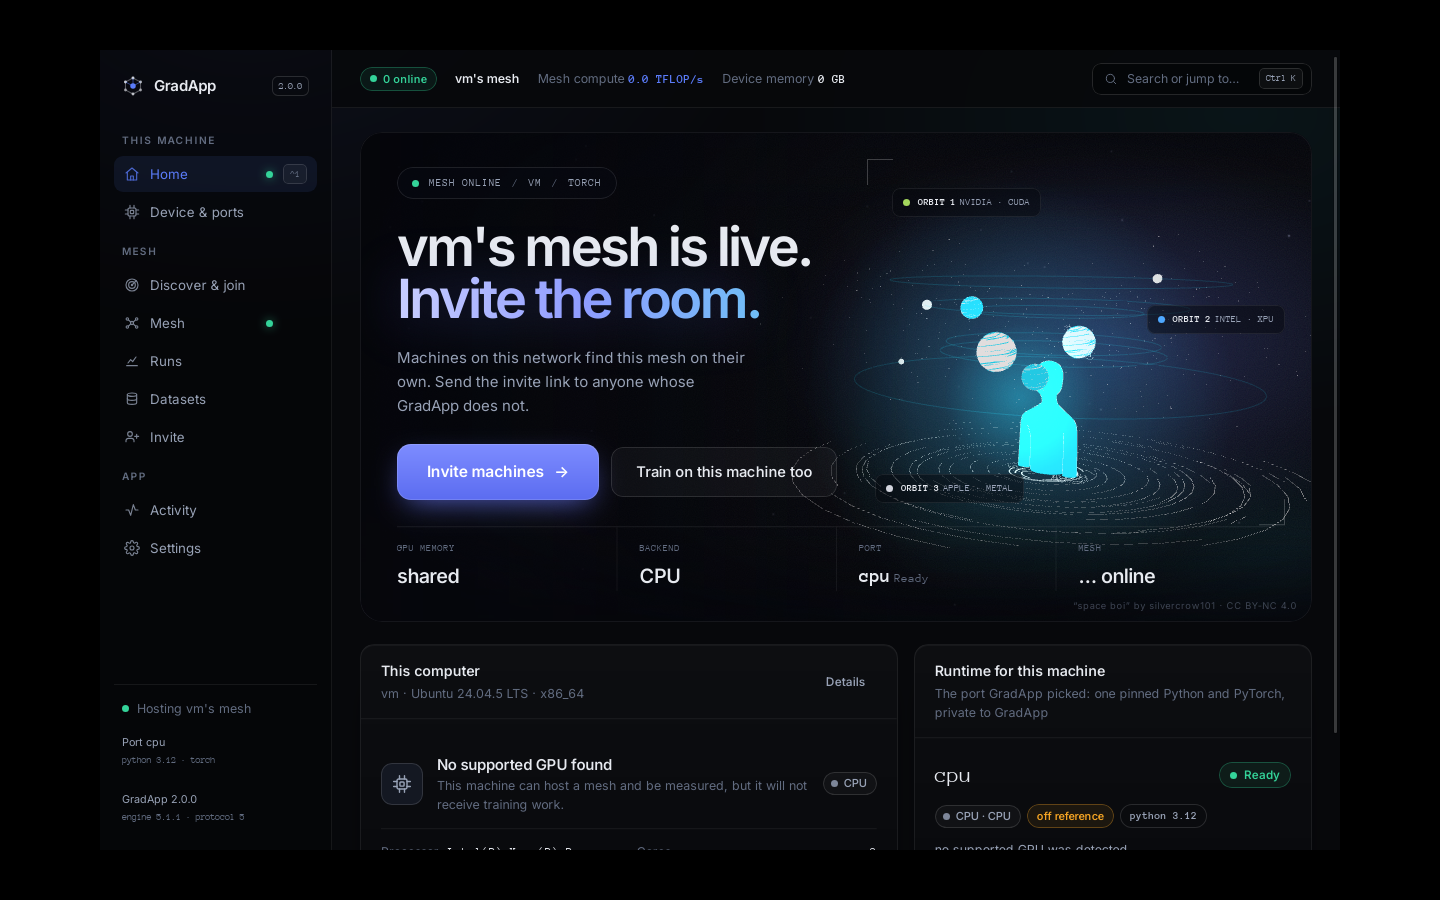 GradApp
2.0.0
THIS MACHINE
Home
^1
Device & ports
MESH
Discover & join
Mesh
Runs
Datasets
Invite
APP
Activity
Settings
Hosting vm's mesh
Port cpu
python 3.12 · torch
GradApp 2.0.0
engine 5.1.1 · protocol 5
0 online
vm's mesh
Mesh compute 0.0 TFLOP/s
Device memory 0 GB
Search or jump to...
Ctrl K
MESH ONLINE / VM / TORCH
vm's mesh is live.
Invite the room.
Machines on this network find this mesh on their
own. Send the invite link to anyone whose
GradApp does not.
Invite machines →
Train on this machine too
ORBIT 1 NVIDIA · CUDA
ORBIT 2 INTEL · XPU
ORBIT 3 APPLE · METAL
GPU MEMORY
shared
BACKEND
CPU
PORT
cpu Ready
MESH
... online
"space boi" by silvercrow101 · CC BY-NC 4.0
This computer
vm · Ubuntu 24.04.5 LTS · x86_64
Details
No supported GPU found
This machine can host a mesh and be measured, but it will not
receive training work.
CPU
Runtime for this machine
The port GradApp picked: one pinned Python and PyTorch,
private to GradApp
cpu
Ready
CPU · CPU
off reference
python 3.12
no supported GPU was detected